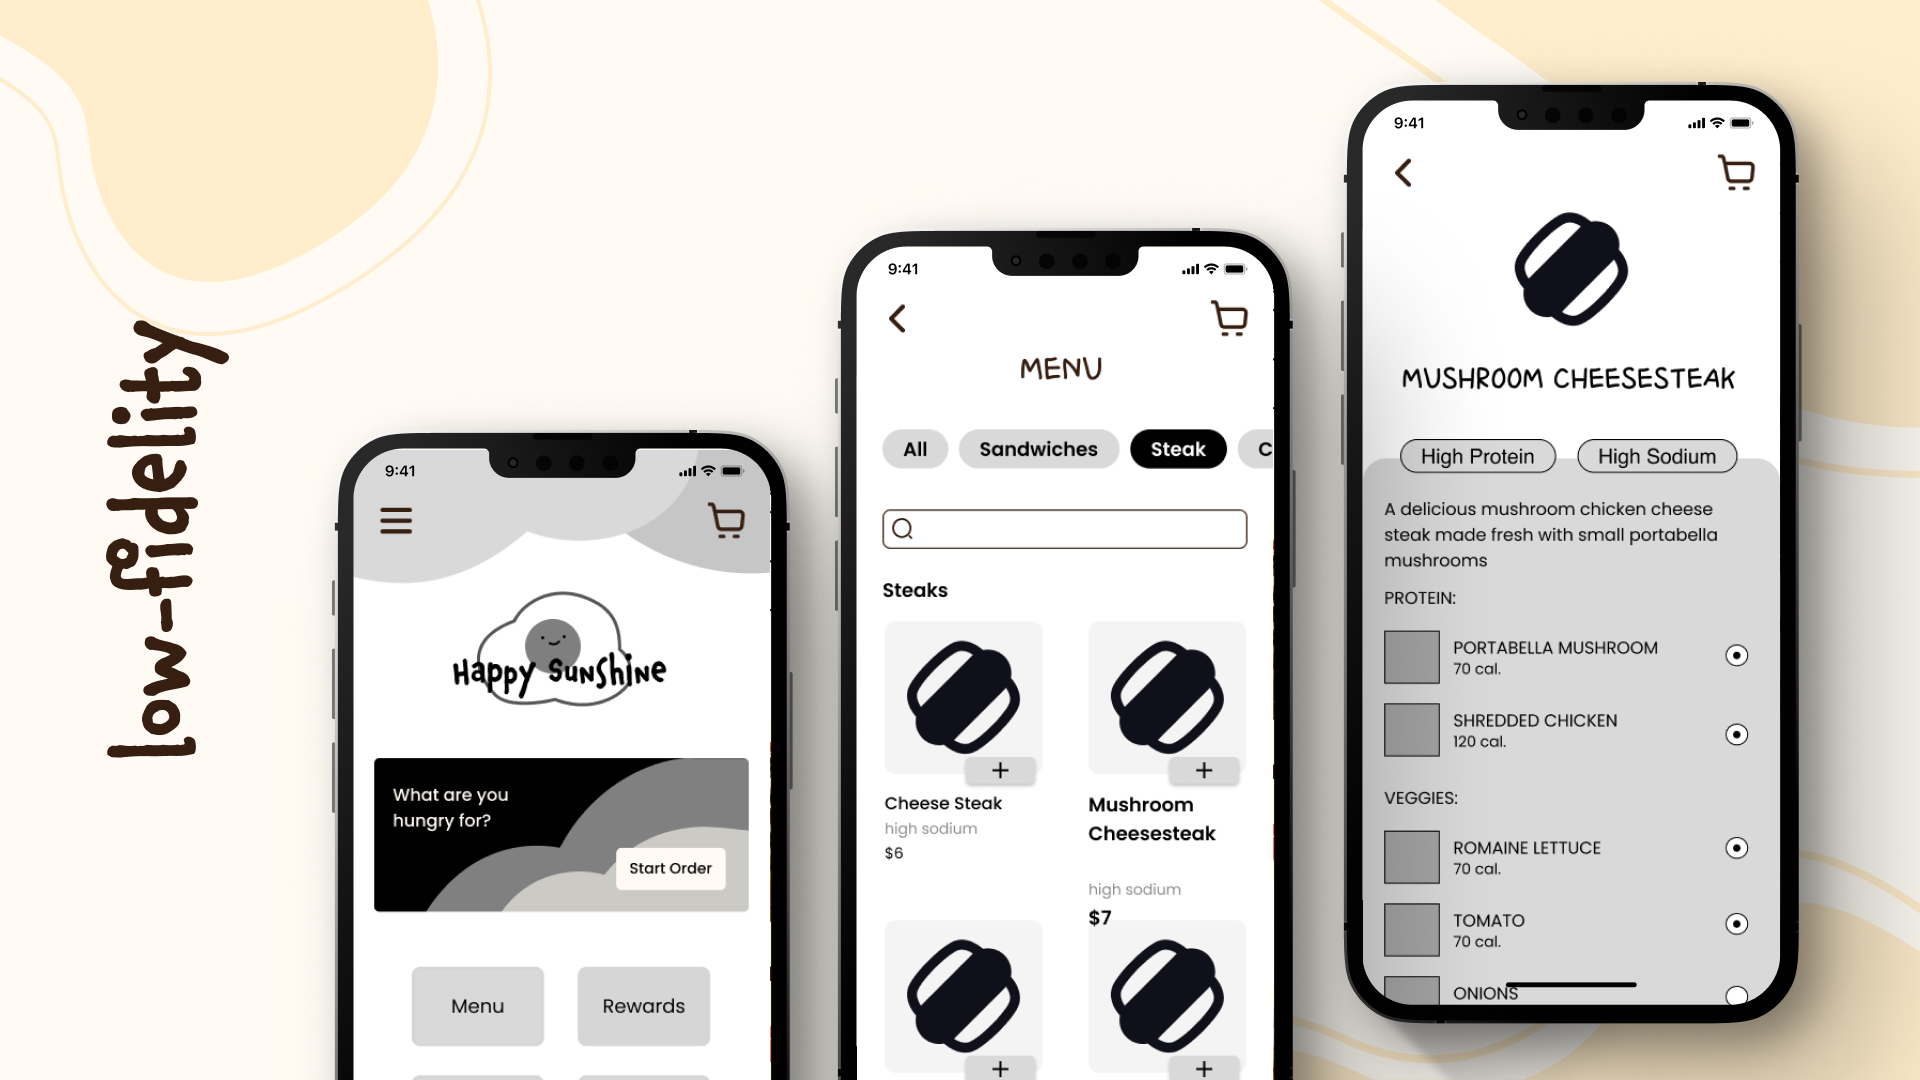 low-fidelity
9:41
Happy Sunshine
What are you
hungry for?
Start Order
Menu
Rewards
9:41
MENU
All
Sandwiches
Steak
C
Steaks
+
+
Cheese Steak
high sodium
$6
Mushroom
Cheesesteak
high sodium
$7
+
+
9:41
MUSHROOM CHEESESTEAK
High Protein
High Sodium
A delicious mushroom chicken cheese
steak made fresh with small portabella
mushrooms
PROTEIN:
PORTABELLA MUSHROOM
70 cal.
SHREDDED CHICKEN
120 cal.
VEGGIES:
ROMAINE LETTUCE
70 cal.
TOMATO
70 cal.
ONIONS